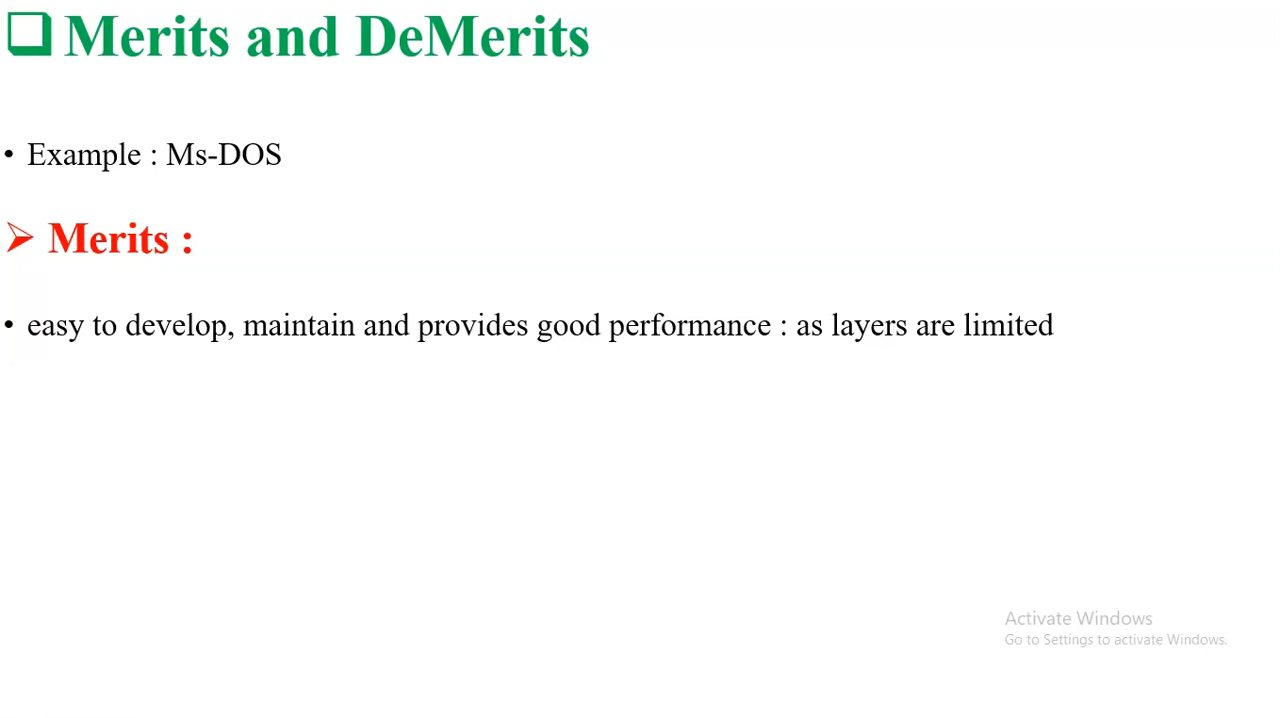 Merits and DeMerits
• Example : Ms-DOS
Merits :
• easy to develop, maintain and provides good performance : as layers are limited
Activate Windows
Go to Settings to activate Windows.